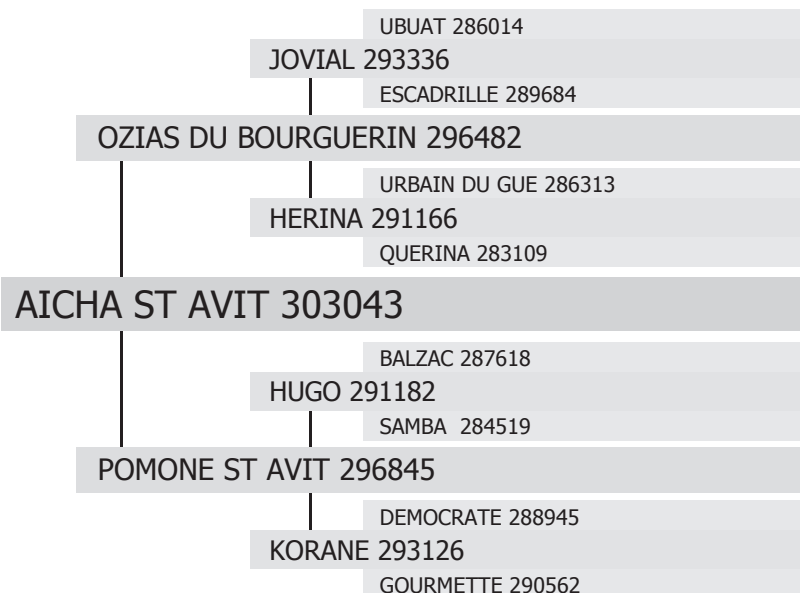 UBUAT 286014
JOVIAL 293336
ESCADRILLE 289684
OZIAS DU BOURGUERIN 296482
URBAIN DU GUE 286313
HERINA 291166
QUERINA 283109
AICHA ST AVIT 303043
BALZAC 287618
HUGO 291182
SAMBA 284519
POMONE ST AVIT 296845
DEMOCRATE 288945
KORANE 293126
GOURMETTE 290562